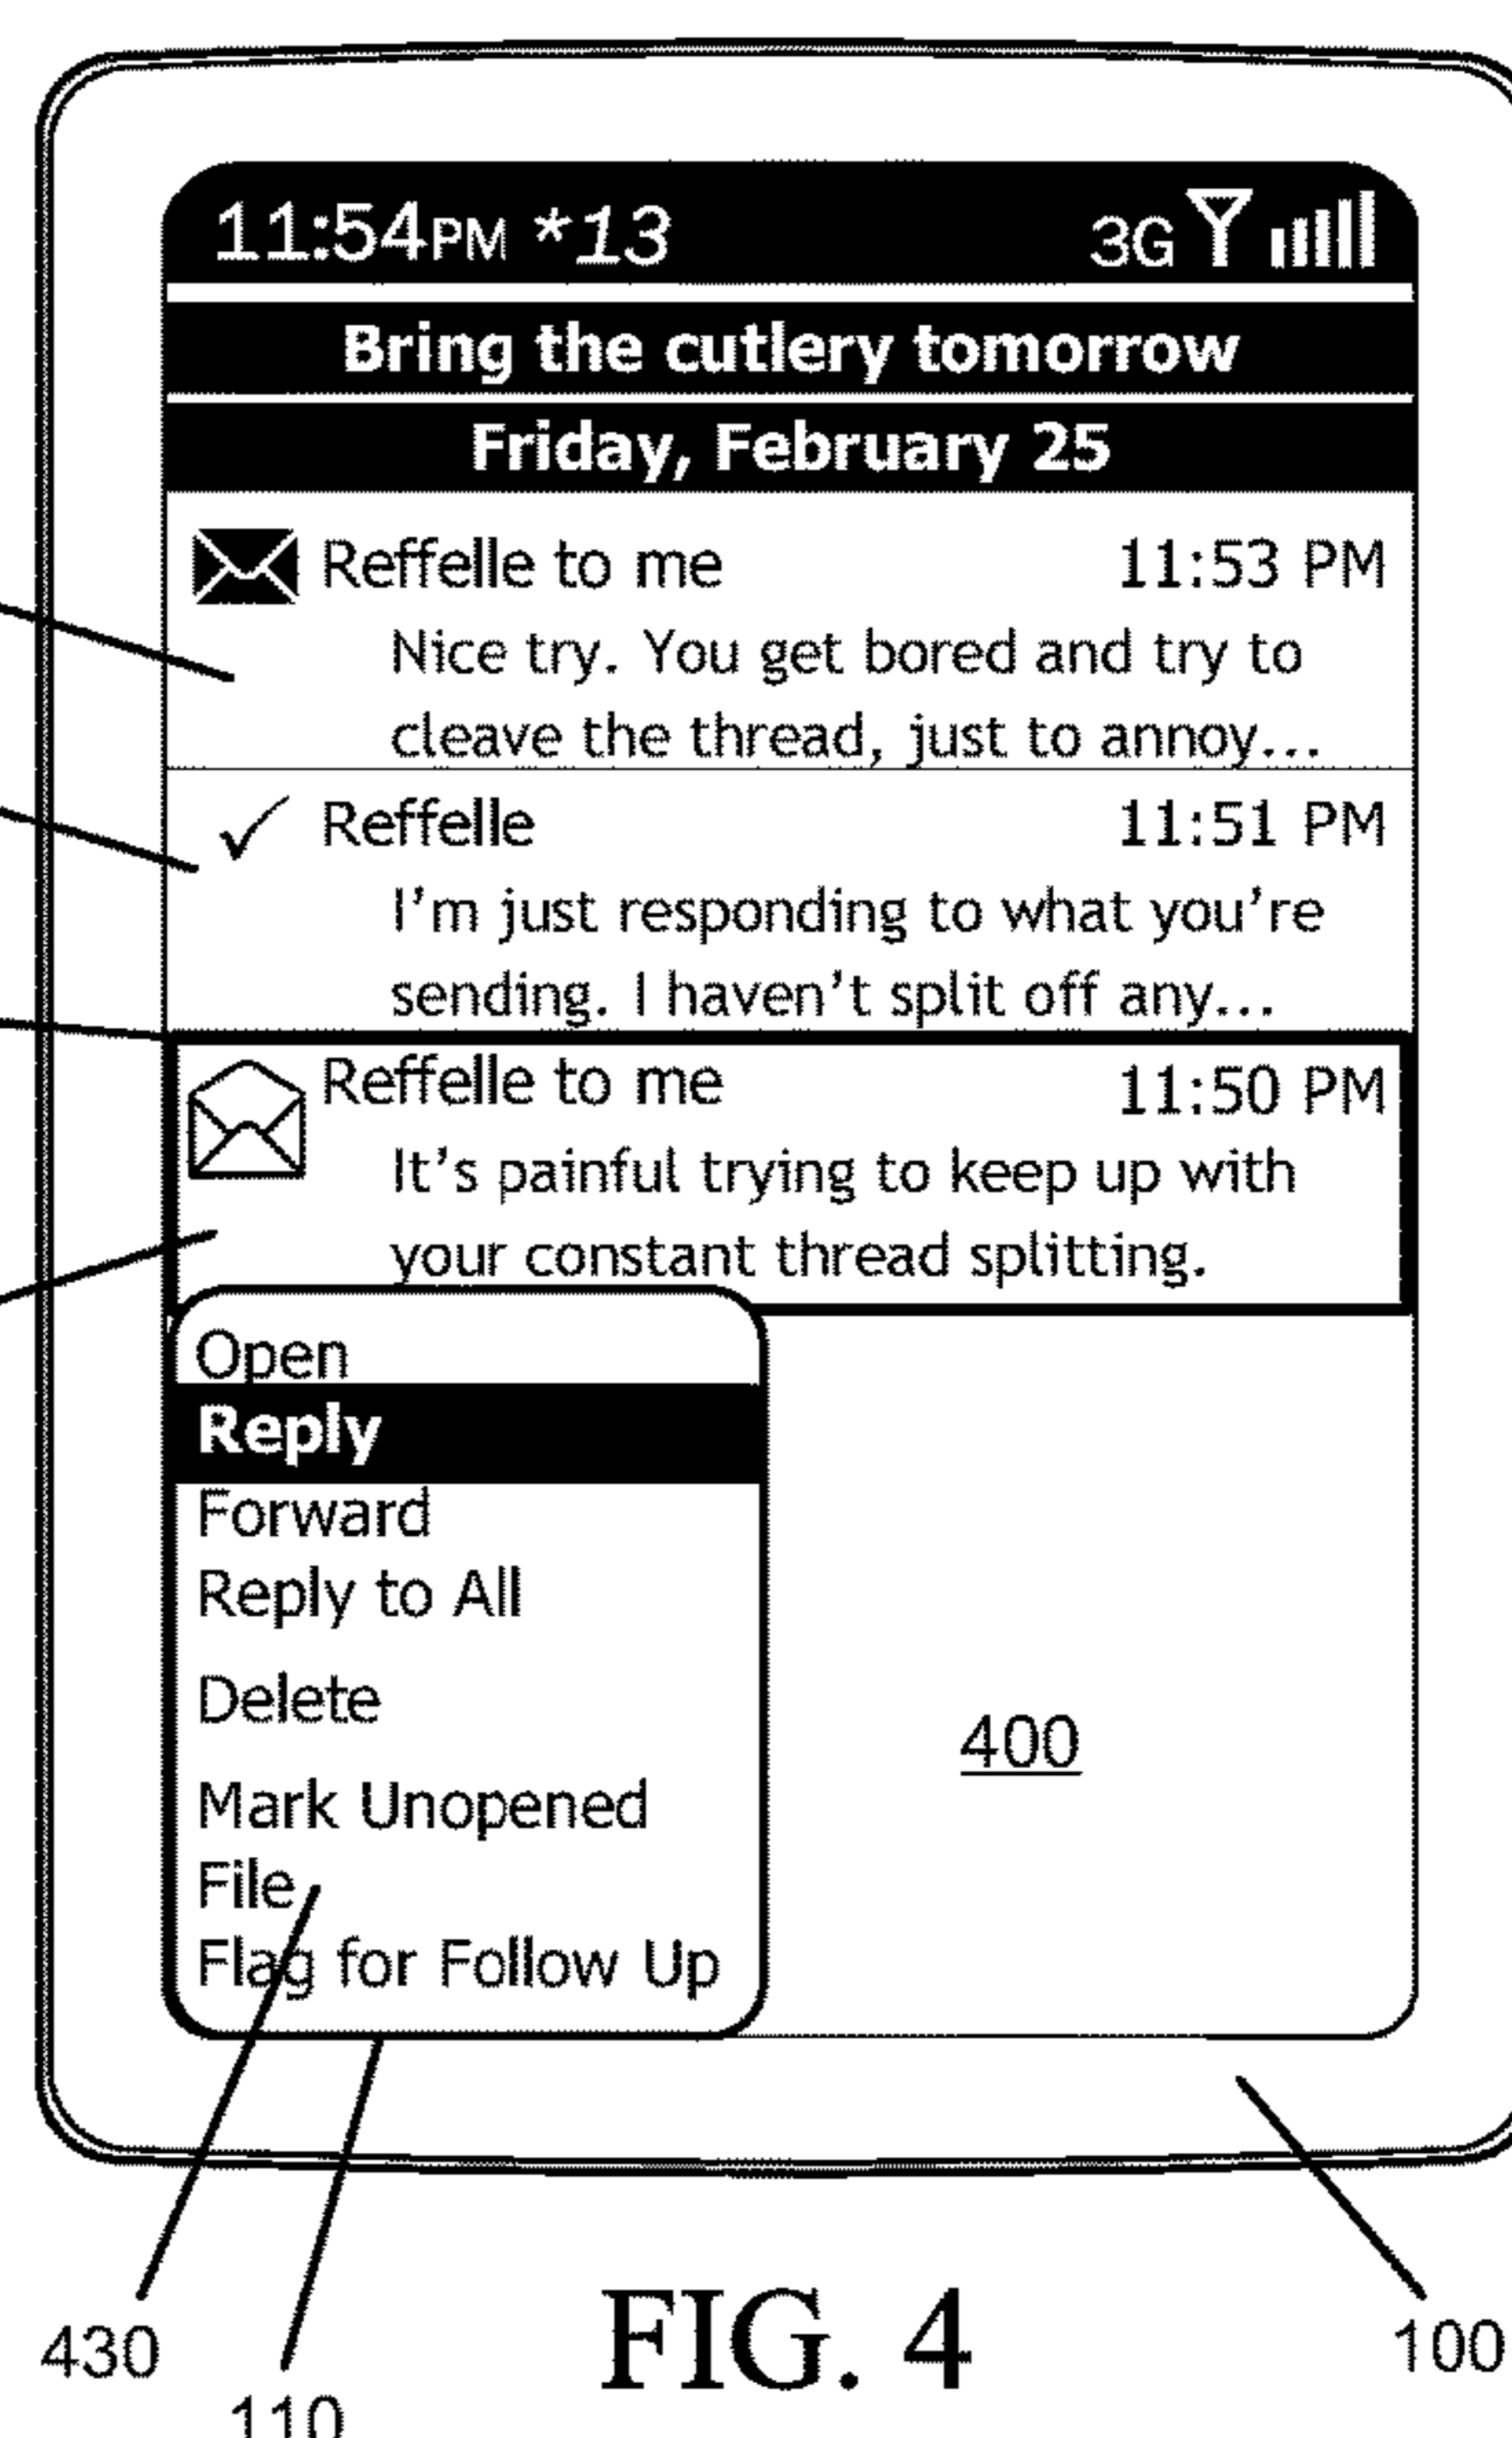 11:54PM *13 3G
Bring the cutlery tomorrow
Friday, February 25
Reffelle to me 11:53 PM
Nice try. You get bored and try to
cleave the thread, just to annoy...
Reffelle 11:51 PM
I'm just responding to what you're
sending. I haven't split off any...
Reffelle to me 11:50 PM
It's painful trying to keep up with
your constant thread splitting.
Open
Reply
Forward
Reply to All
Delete
400
Mark Unopened
File
Flag for Follow Up
430
110
FIG. 4
100